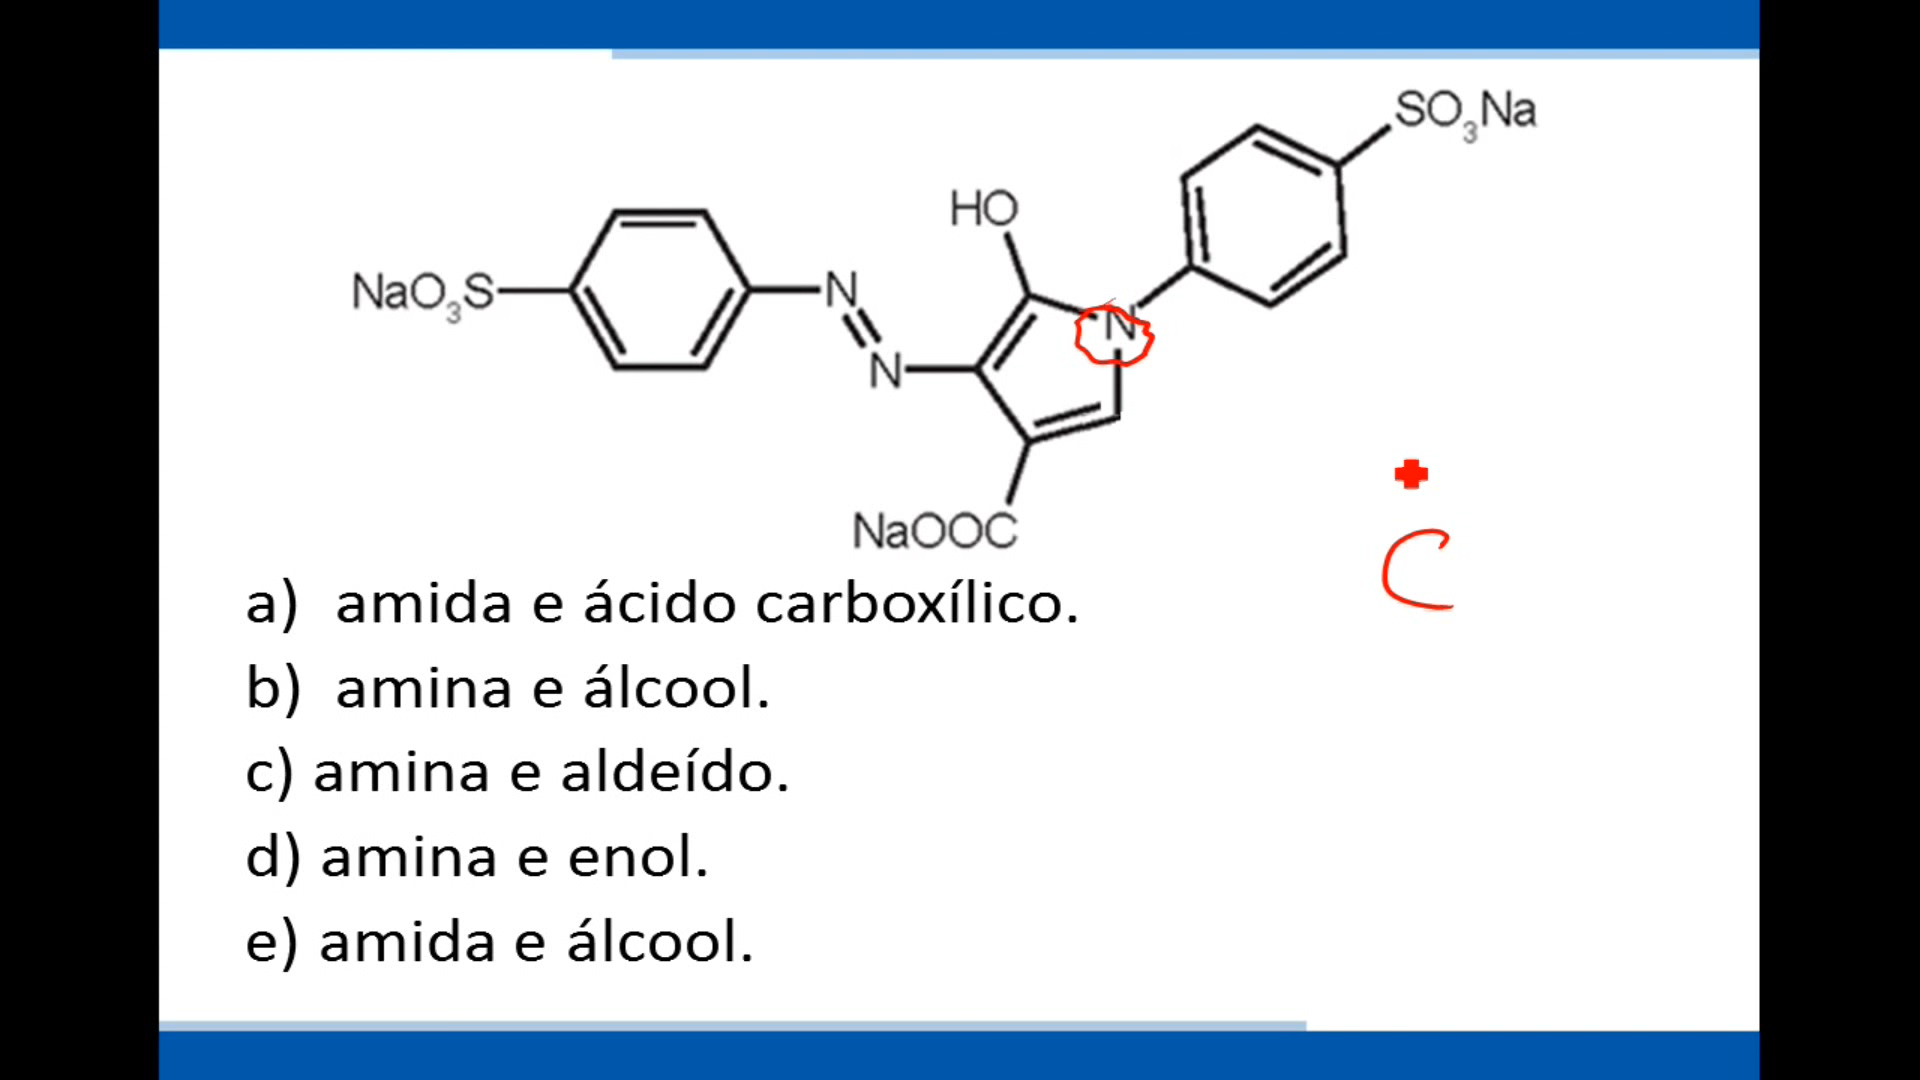 SO3Na
HO
NaO3S
N
N
N
NaOOC
C
a) amida e ácido carboxílico.
b) amina e álcool.
c) amina e aldeído.
d) amina e enol.
e) amida e álcool.